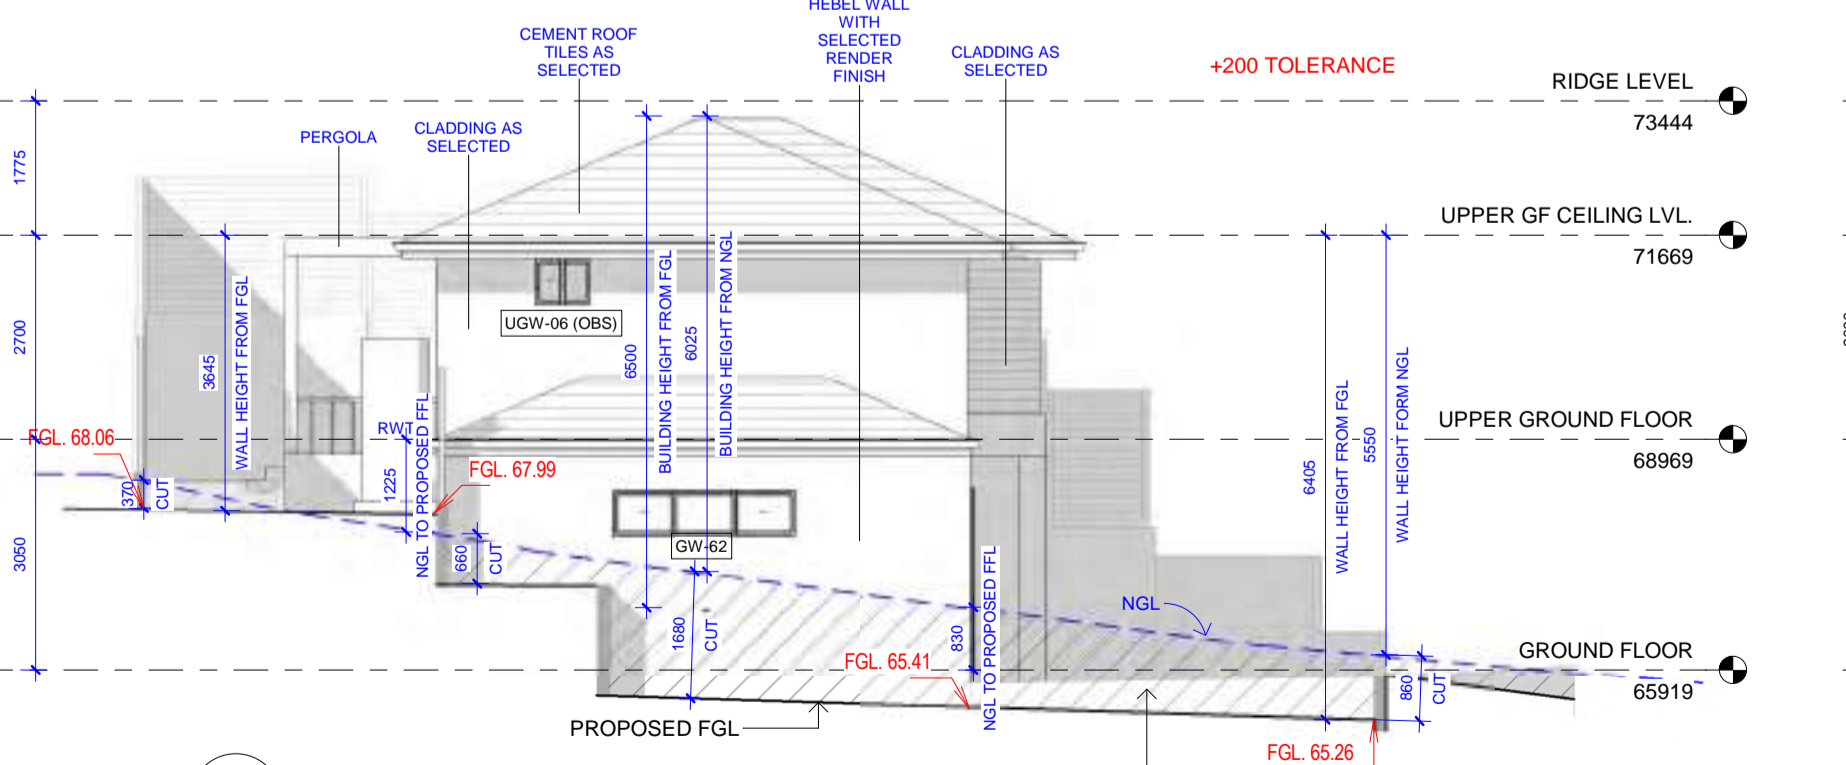 HEBEL WALL
WITH
SELECTED
RENDER
FINISH
CEMENT ROOF
TILES AS
SELECTED
CLADDING AS
SELECTED
+200 TOLERANCE
RIDGE LEVEL
73444
PERGOLA
CLADDING AS
SELECTED
1775
UPPER GF CEILING LVL.
71669
2700
3645
WALL HEIGHT FROM FGL
UGW-06 (OBS)
6500
BUILDING HEIGHT FROM FGL
6025
BUILDING HEIGHT FROM NGL
WALL HEIGHT FROM FGL
6405
WALL HEIGHT FORM NGL
5550
UPPER GROUND FLOOR
68969
FGL. 68.06
RWT
1225
NGL TO PROPOSED FFL
FGL. 67.99
370
CUT
660
CUT
GW-62
3050
1680
CUT
830
NGL TO PROPOSED FFL
NGL
FGL. 65.41
GROUND FLOOR
65919
860
CUT
PROPOSED FGL
FGL. 65.26